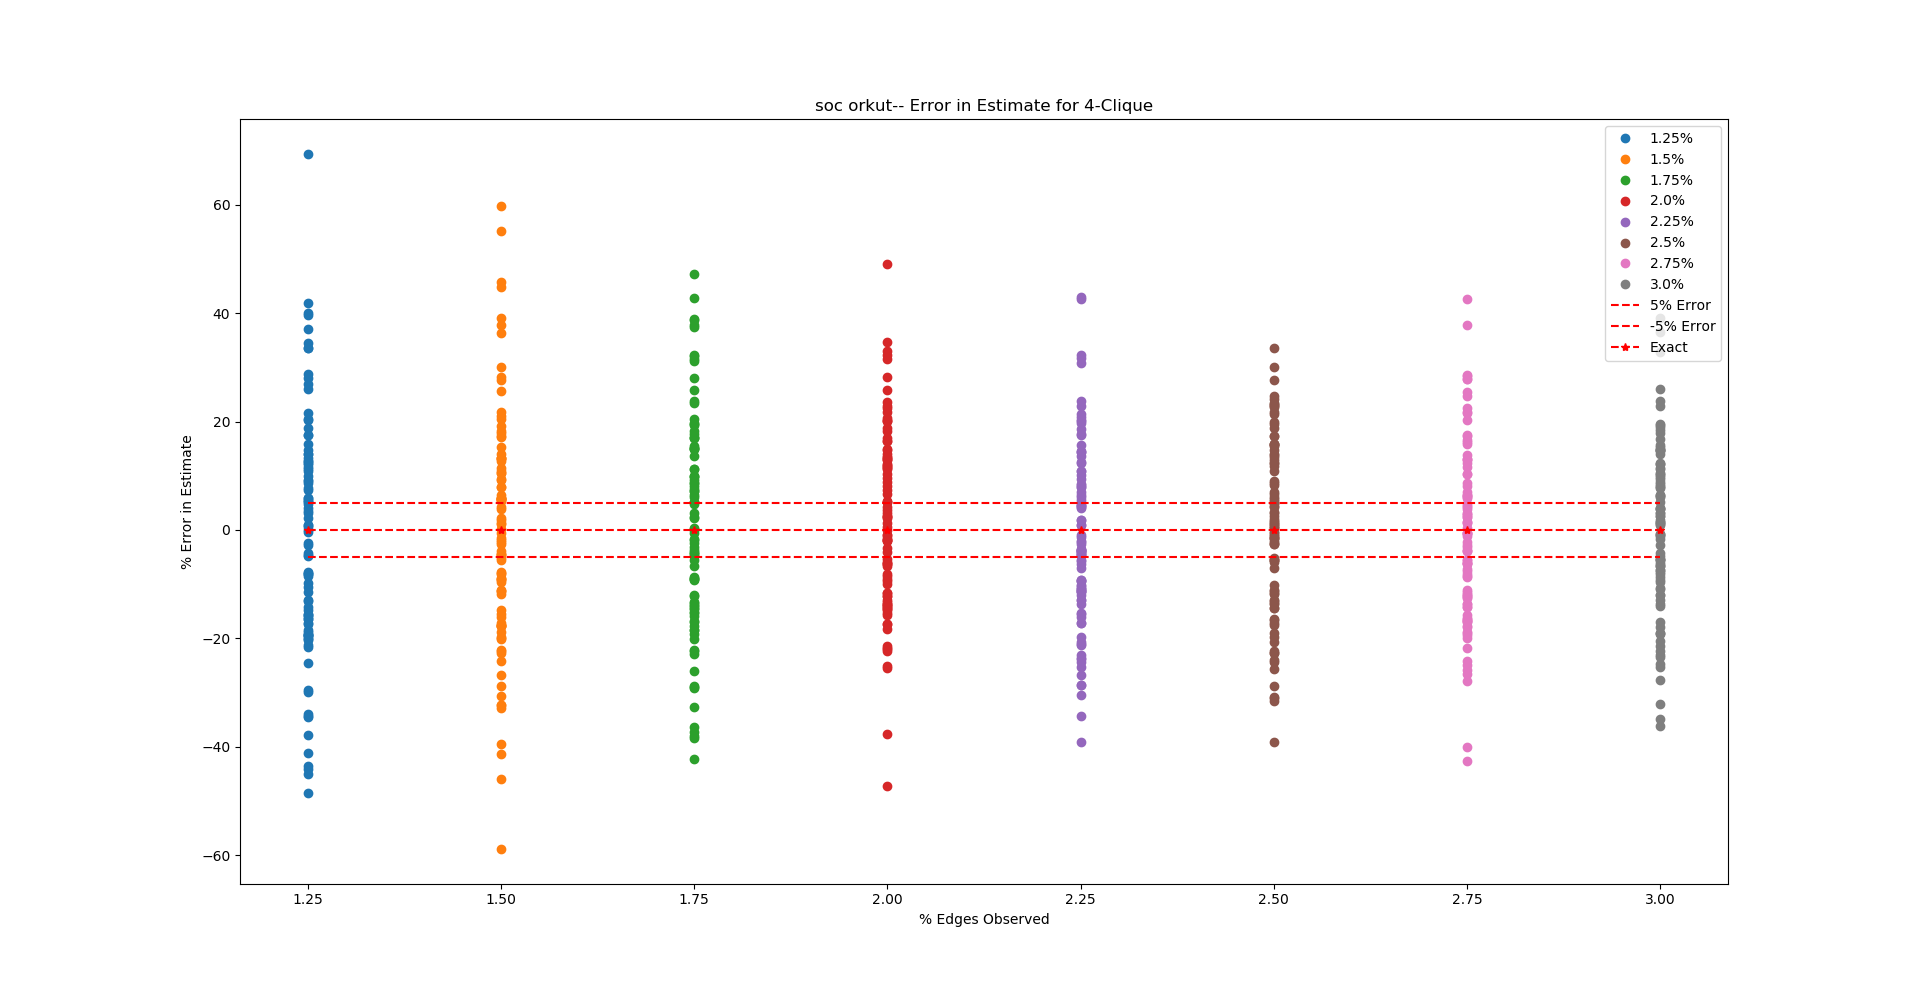 soc orkut-- Error in Estimate for 4-Clique
1.25%
1.5%
1.75%
2.0%
2.25%
2.5%
2.75%
3.0%
5% Error
-5% Error
Exact
% Error in Estimate
60
40
20
0
−20
−40
−60
1.25 1.50 1.75 2.00 2.25 2.50 2.75 3.00
% Edges Observed